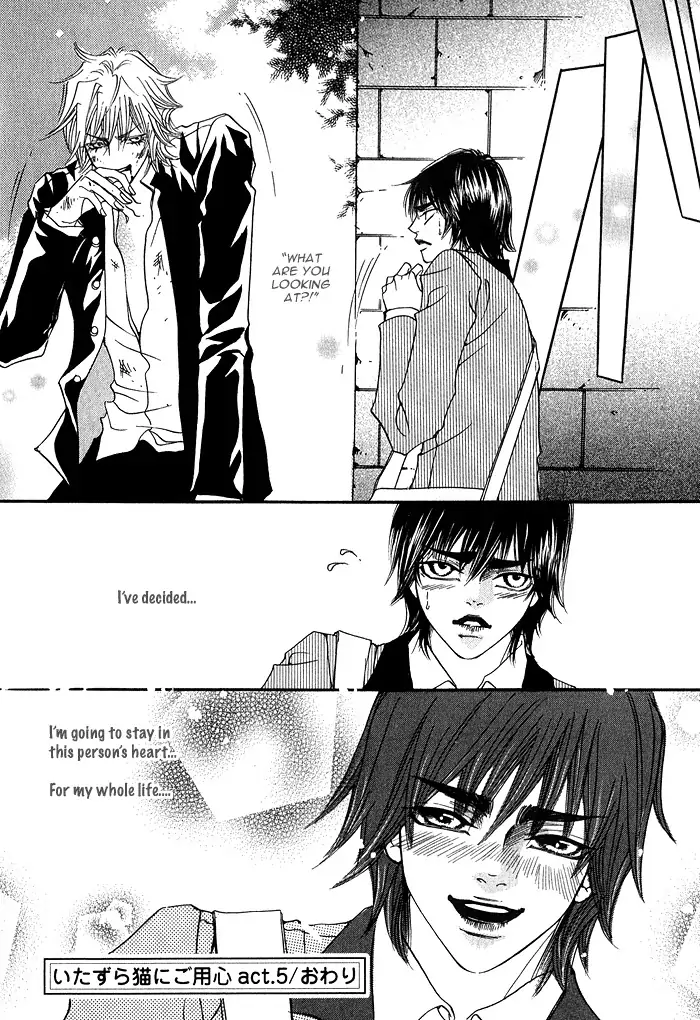 "WHAT
ARE YOU
LOOKING
AT?!"
I've decided...
I'm going to stay in
this person's heart...
For my whole life....
いたずら猫にご用心 act.5/おわり